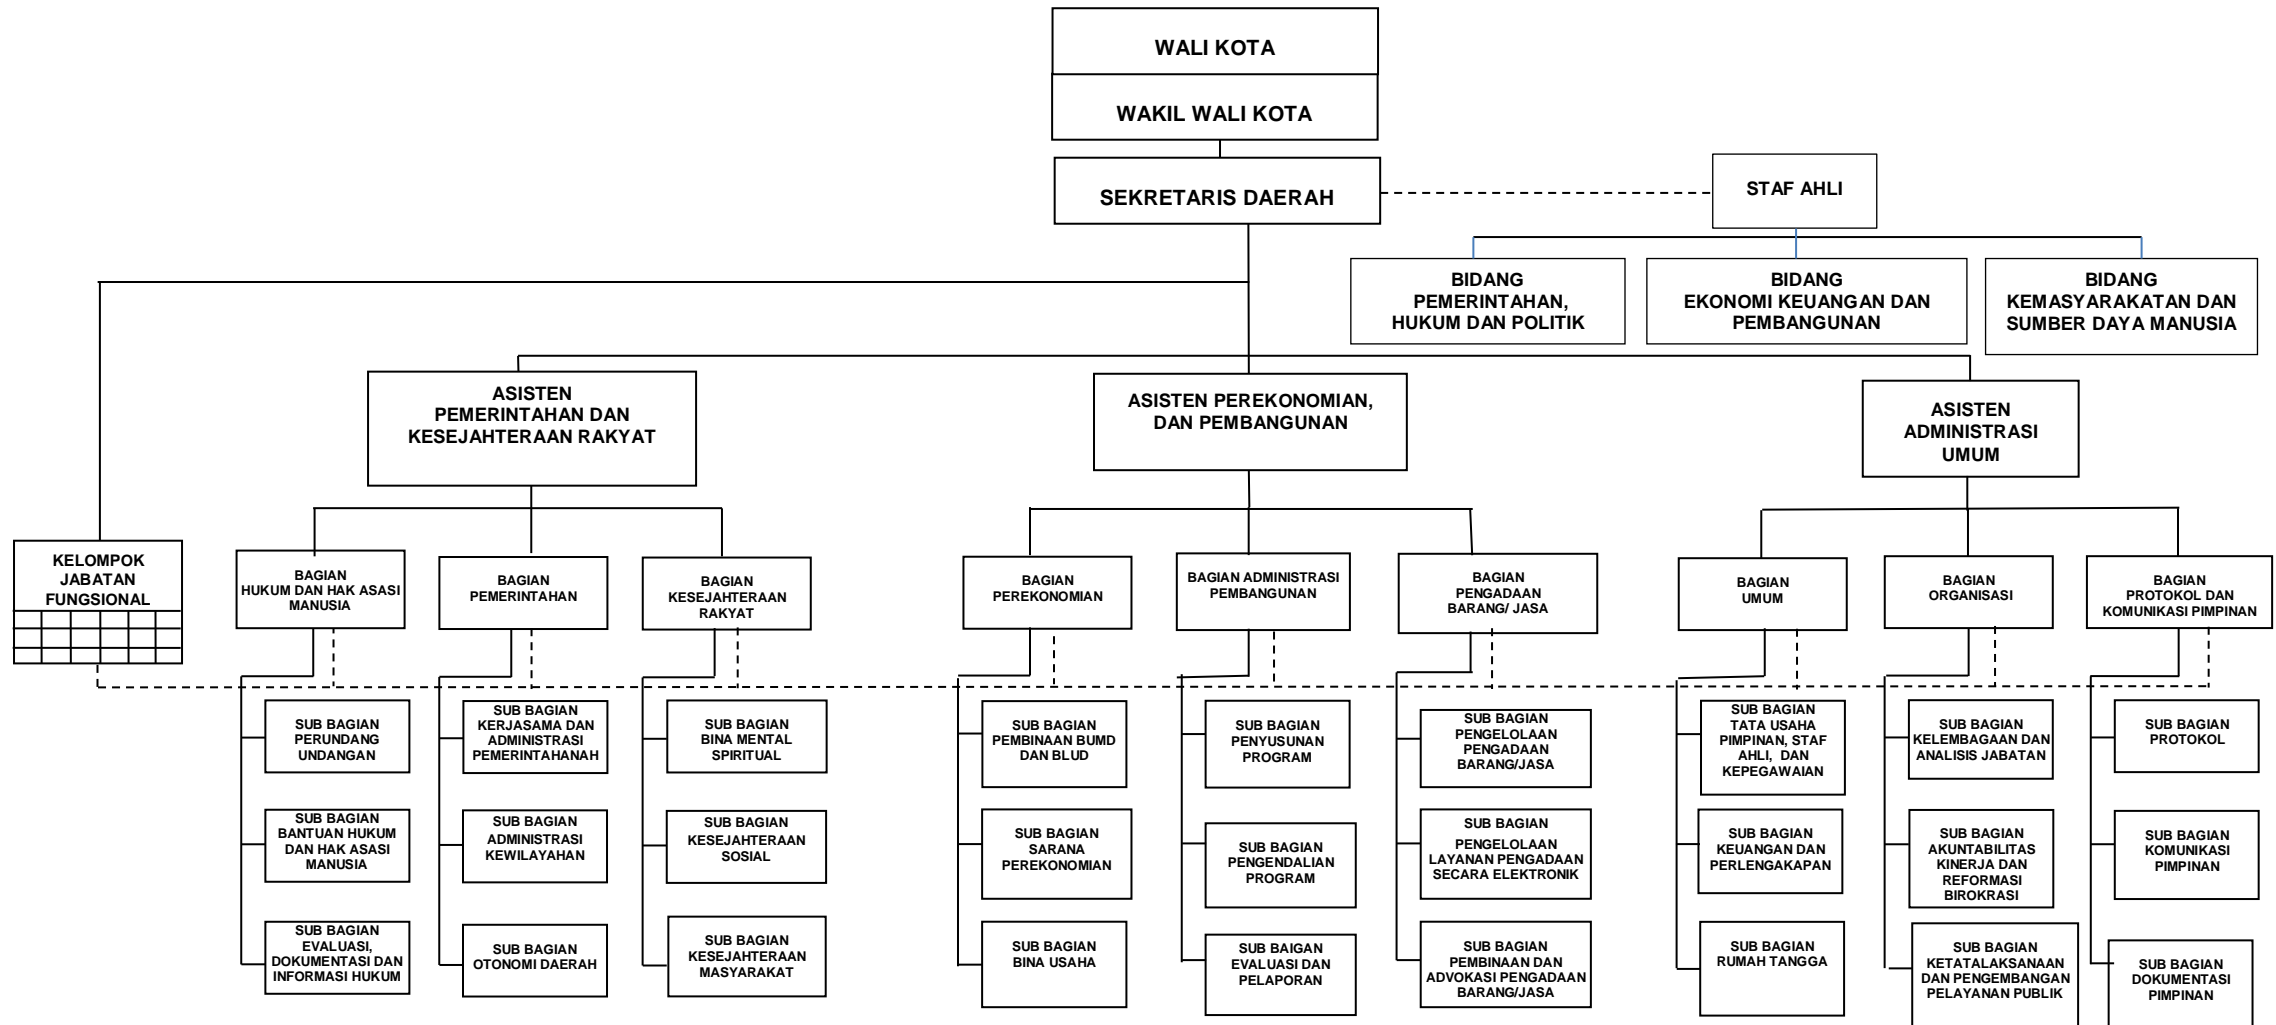 WALI KOTA
WAKIL WALI KOTA
SEKRETARIS DAERAH
STAF AHLI
BIDANG
PEMERINTAHAN,
HUKUM DAN POLITIK
BIDANG
EKONOMI KEUANGAN DAN
PEMBANGUNAN
BIDANG
KEMASYARAKATAN DAN
SUMBER DAYA MANUSIA
ASISTEN
PEMERINTAHAN DAN
KESEJAHTERAAN RAKYAT
ASISTEN PEREKONOMIAN,
DAN PEMBANGUNAN
ASISTEN
ADMINISTRASI
UMUM
KELOMPOK
JABATAN
FUNGSIONAL
BAGIAN
HUKUM DAN HAK ASASI
MANUSIA
BAGIAN
PEMERINTAHAN
BAGIAN
KESEJAHTERAAN
RAKYAT
BAGIAN
PEREKONOMIAN
BAGIAN ADMINISTRASI
PEMBANGUNAN
BAGIAN
PENGADAAN
BARANG/ JASA
BAGIAN
UMUM
BAGIAN
ORGANISASI
BAGIAN
PROTOKOL DAN
KOMUNIKASI PIMPINAN
SUB BAGIAN
PERUNDANG
UNDANGAN
SUB BAGIAN
KERJASAMA DAN
ADMINISTRASI
PEMERINTAHANAH
SUB BAGIAN
BINA MENTAL
SPIRITUAL
SUB BAGIAN
PEMBINAAN BUMD
DAN BLUD
SUB BAGIAN
PENYUSUNAN
PROGRAM
SUB BAGIAN
PENGELOLAAN
PENGADAAN
BARANG/JASA
SUB BAGIAN
TATA USAHA
PIMPINAN, STAF
AHLI, DAN
KEPEGAWAIAN
SUB BAGIAN
KELEMBAGAAN DAN
ANALISIS JABATAN
SUB BAGIAN
PROTOKOL
SUB BAGIAN
BANTUAN HUKUM
DAN HAK ASASI
MANUSIA
SUB BAGIAN
ADMINISTRASI
KEWILAYAHAN
SUB BAGIAN
KESEJAHTERAAN
SOSIAL
SUB BAGIAN
SARANA
PEREKONOMIAN
SUB BAGIAN
PENGENDALIAN
PROGRAM
SUB BAGIAN
PENGELOLAAN
LAYANAN PENGADAAN
SECARA ELEKTRONIK
SUB BAGIAN
KEUANGAN DAN
PERLENGAKAPAN
SUB BAGIAN
AKUNTABILITAS
KINERJA DAN
REFORMASI
BIROKRASI
SUB BAGIAN
KOMUNIKASI
PIMPINAN
SUB BAGIAN
EVALUASI,
DOKUMENTASI DAN
INFORMASI HUKUM
SUB BAGIAN
OTONOMI DAERAH
SUB BAGIAN
KESEJAHTERAAN
MASYARAKAT
SUB BAGIAN
BINA USAHA
SUB BAIGAN
EVALUASI DAN
PELAPORAN
SUB BAGIAN
PEMBINAAN DAN
ADVOKASI PENGADAAN
BARANG/JASA
SUB BAGIAN
RUMAH TANGGA
SUB BAGIAN
KETATALAKSANAAN
DAN PENGEMBANGAN
PELAYANAN PUBLIK
SUB BAGIAN
DOKUMENTASI
PIMPINAN